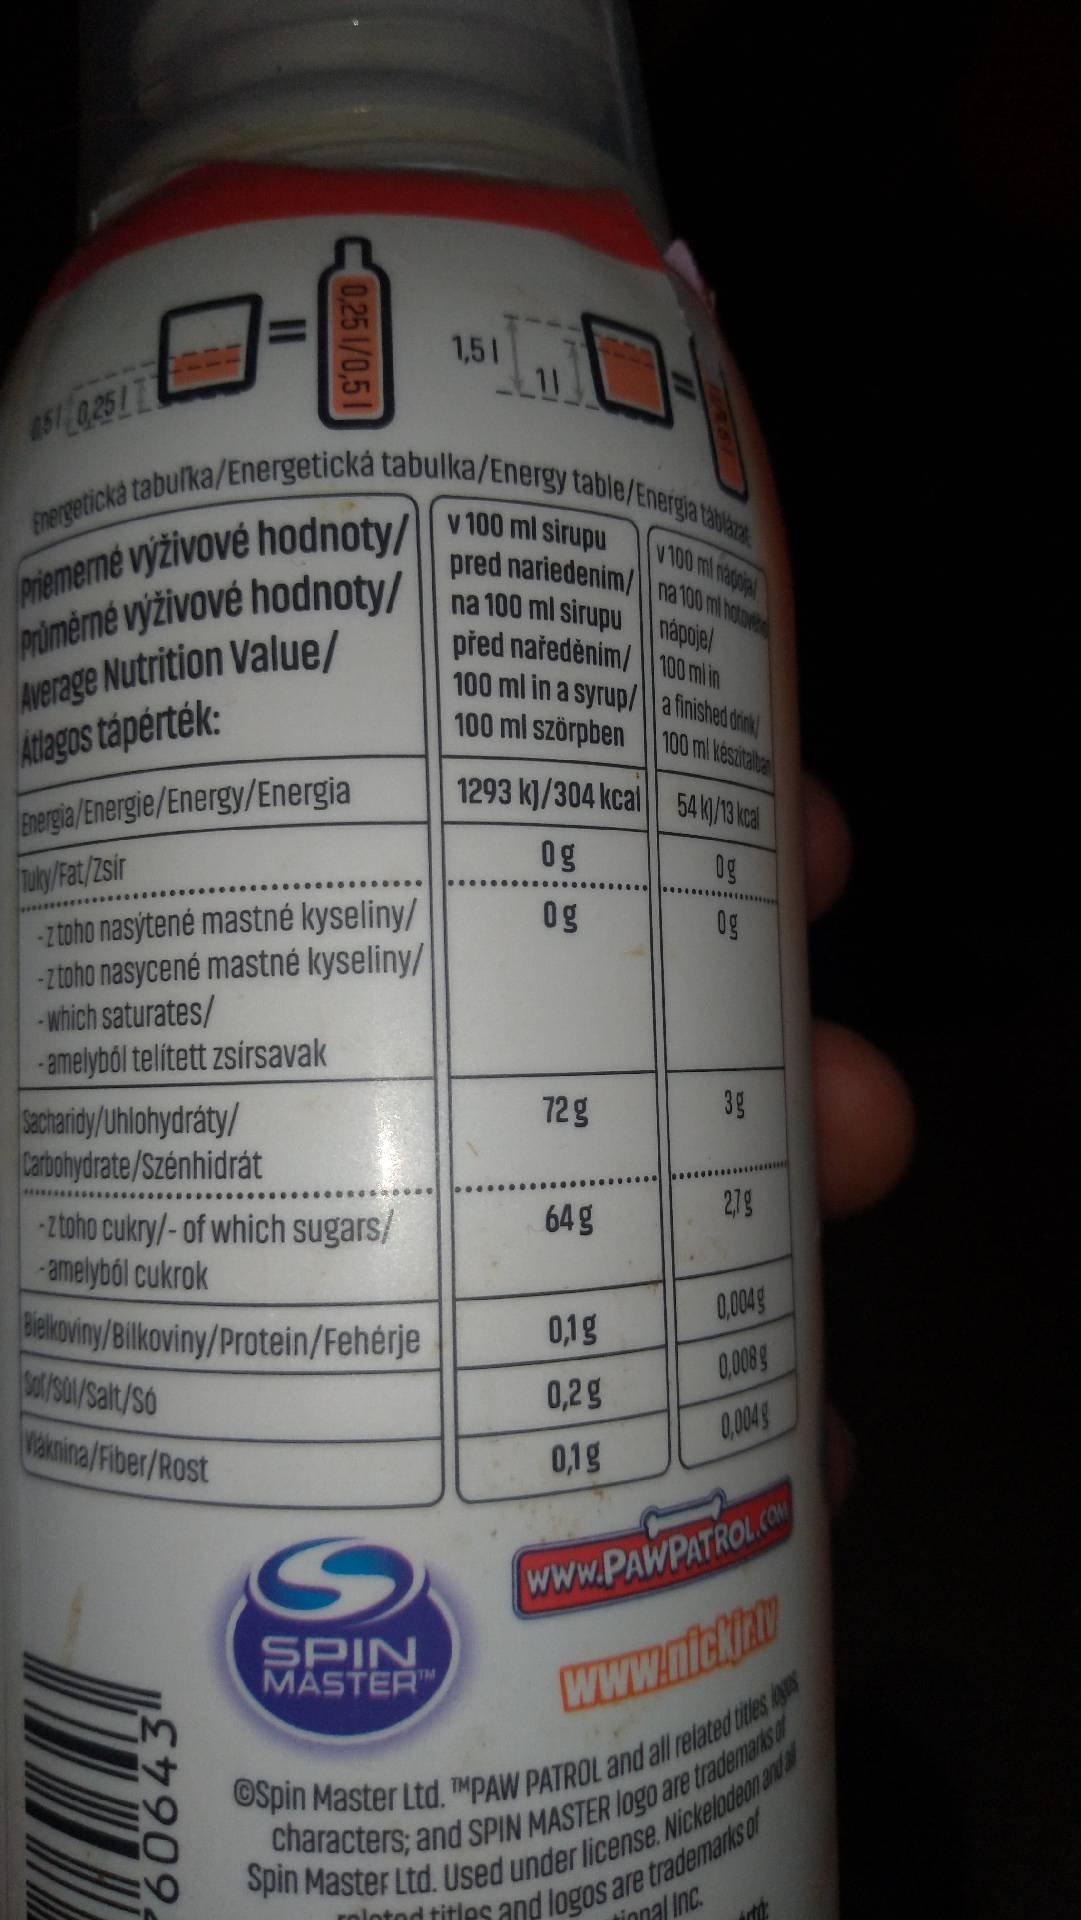 0,5 l 0,25 l
=
0,25 l/0,5 l
1,5 l
1 l
=
Energetická tabuľka/Energetická tabulka/Energy table/Energia táblázat
Priemerné výživové hodnoty/
Průměrné výživové hodnoty/
Average Nutrition Value/
Átlagos tápérték:
v 100 ml sirupu
pred nariedením/
na 100 ml sirupu
před naředěním/
100 ml in a syrup/
100 ml szörpben
v 100 ml nápoja/
na 100 ml hotového
nápoje/
100 ml in
a finished drink/
100 ml készitalban
Energia/Energie/Energy/Energia 1293 kJ/304 kcal 54 kJ/13 kcal
Tuky/Fat/Zsír 0 g 0 g
- z toho nasýtené mastné kyseliny/ 0 g 0 g
- z toho nasycené mastné kyseliny/
- which saturates/
- amelyből telített zsírsavak
Sacharidy/Uhlohydráty/ 72 g 3 g
Carbohydrate/Szénhidrát
- z toho cukry/- of which sugars/ 64 g 2,7 g
- amelyből cukrok
Bielkoviny/Bílkoviny/Protein/Fehérje 0,1 g 0,004 g
Soľ/Sůl/Salt/Só 0,2 g 0,008 g
Vláknina/Fiber/Rost 0,1 g 0,004 g
SPIN
MASTER™
www.PAWPATROL.COM
www.nickjr.tv
©Spin Master Ltd. ™PAW PATROL and all related titles, logos,
characters; and SPIN MASTER logo are trademarks of
Spin Master Ltd. Used under license. Nickelodeon and all
related titles and logos are trademarks of
Inc.
760643